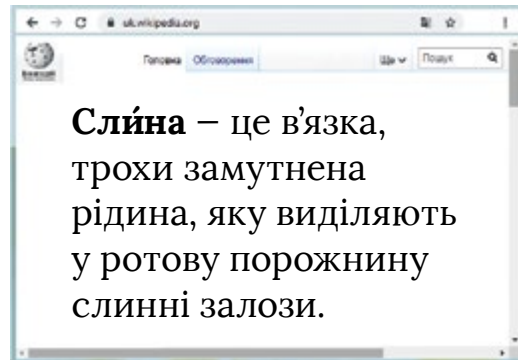 uk.wikipedia.org
Головна Обговорення Ще Пошук
Сли́на – це в'язка,
трохи замутнена
рідина, яку виділяють
у ротову порожнину
слинні залози.